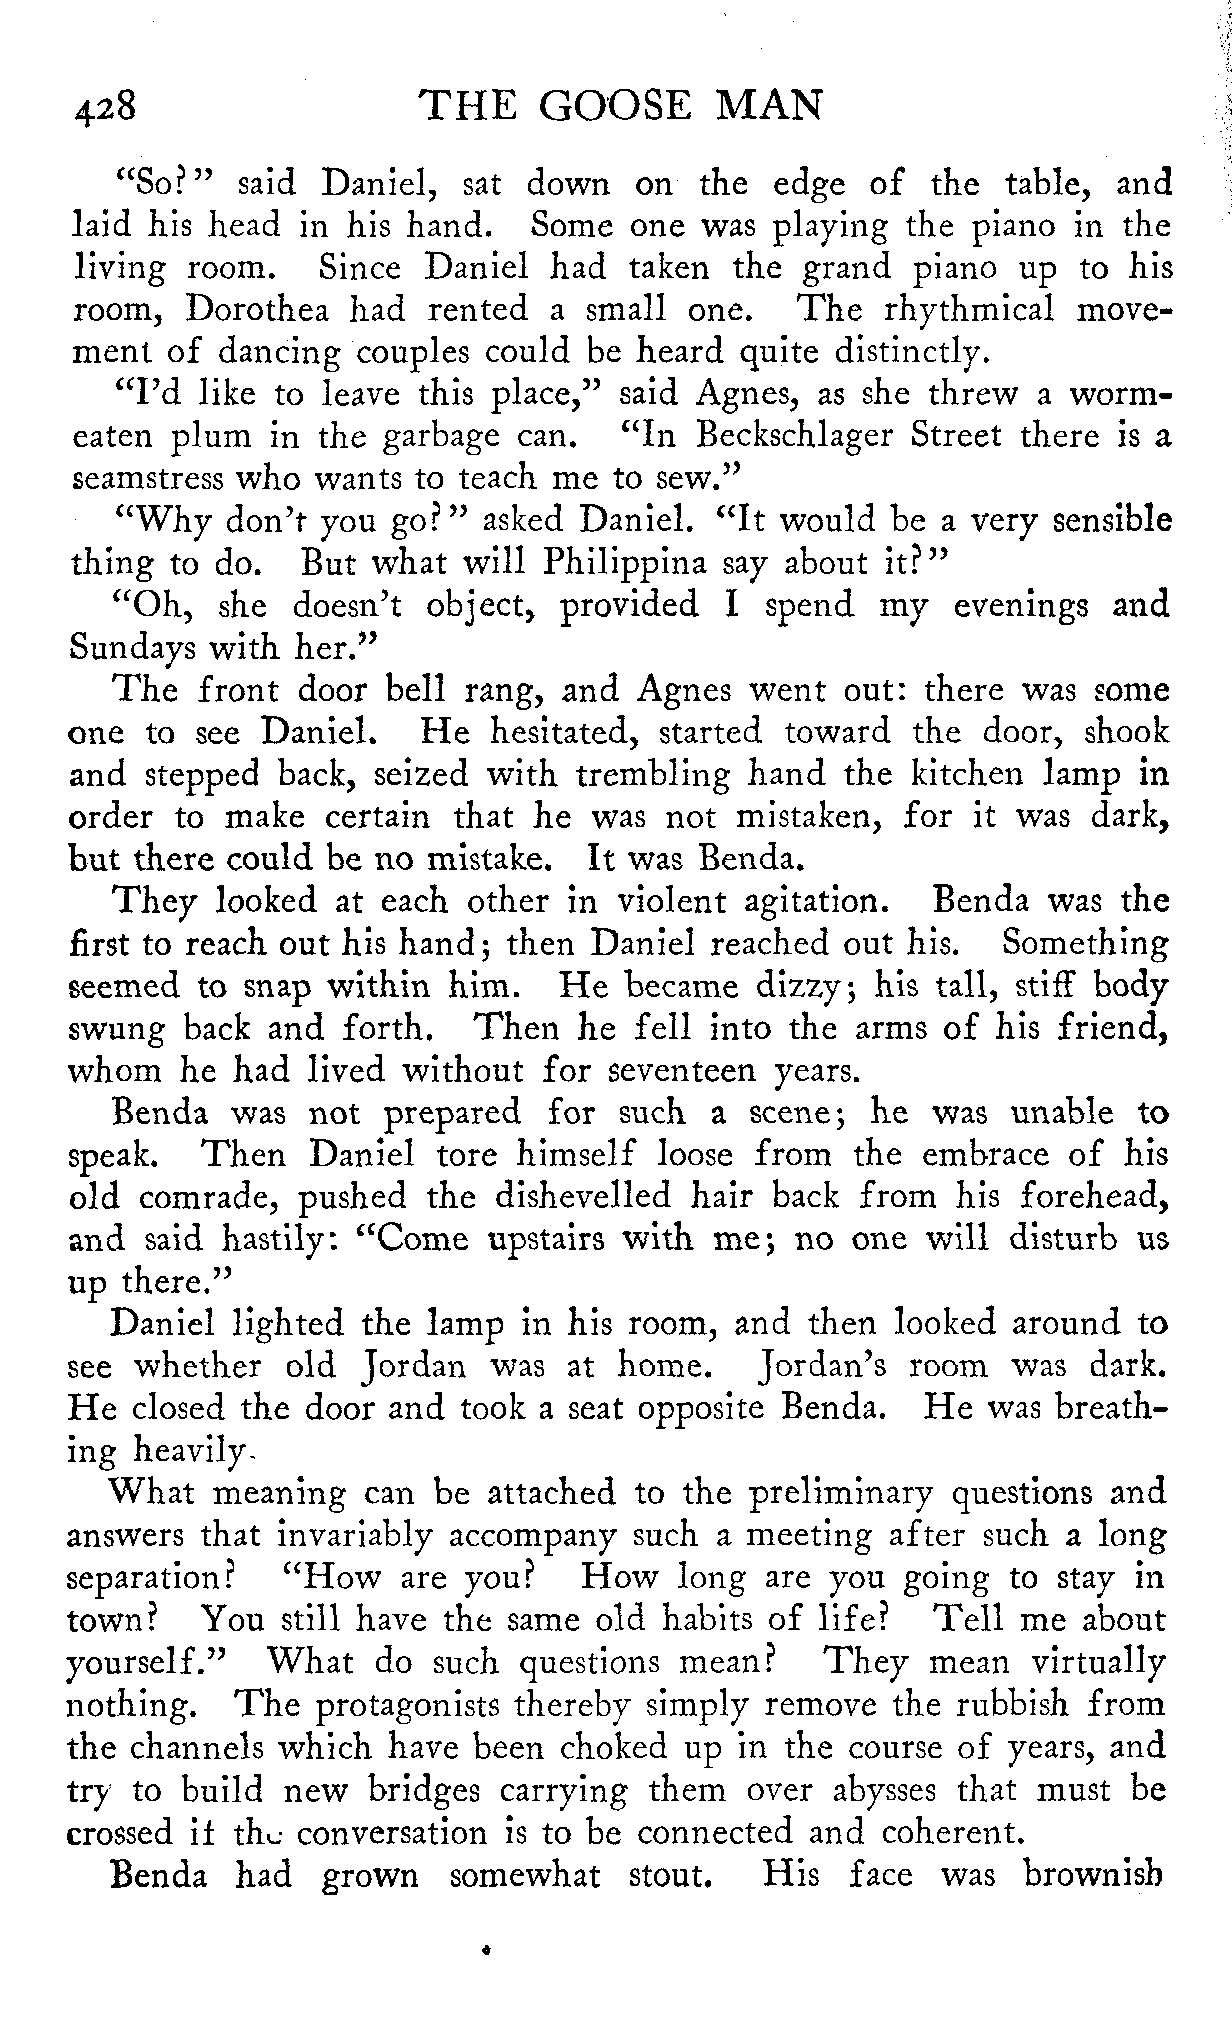 428 THE GOOSE MAN
“So?” said Daniel, sat down on the edge of the table, and
laid his head in his hand. Some one was playing the piano in the
living room. Since Daniel had taken the grand piano up to his
room, Dorothea had rented a small one. The rhythmical move-
ment of dancing couples could be heard quite distinctly.
“I’d like to leave this place,” said Agnes, as she threw a worm-
eaten plum in the garbage can. “In Beckschlager Street there is a
seamstress who wants to teach me to sew.”
“Why don’t you go?” asked Daniel. “It would be a very sensible
thing to do. But what will Philippina say about it?”
“Oh, she doesn’t object, provided I spend my evenings and
Sundays with her.”
The front door bell rang, and Agnes went out: there was some
one to see Daniel. He hesitated, started toward the door, shook
and stepped back, seized with trembling hand the kitchen lamp in
order to make certain that he was not mistaken, for it was dark,
but there could be no mistake. It was Benda.
They looked at each other in violent agitation. Benda was the
first to reach out his hand; then Daniel reached out his. Something
seemed to snap within him. He became dizzy; his tall, stiff body
swung back and forth. Then he fell into the arms of his friend,
whom he had lived without for seventeen years.
Benda was not prepared for such a scene; he was unable to
speak. Then Daniel tore himself loose from the embrace of his
old comrade, pushed the dishevelled hair back from his forehead,
and said hastily: “Come upstairs with me; no one will disturb us
up there.”
Daniel lighted the lamp in his room, and then looked around to
see whether old Jordan was at home. Jordan’s room was dark.
He closed the door and took a seat opposite Benda. He was breath-
ing heavily.
What meaning can be attached to the preliminary questions and
answers that invariably accompany such a meeting after such a long
separation? “How are you? How long are you going to stay in
town? You still have the same old habits of life? Tell me about
yourself.” What do such questions mean? They mean virtually
nothing. The protagonists thereby simply remove the rubbish from
the channels which have been choked up in the course of years, and
try to build new bridges carrying them over abysses that must be
crossed if the conversation is to be connected and coherent.
Benda had grown somewhat stout. His face was brownish